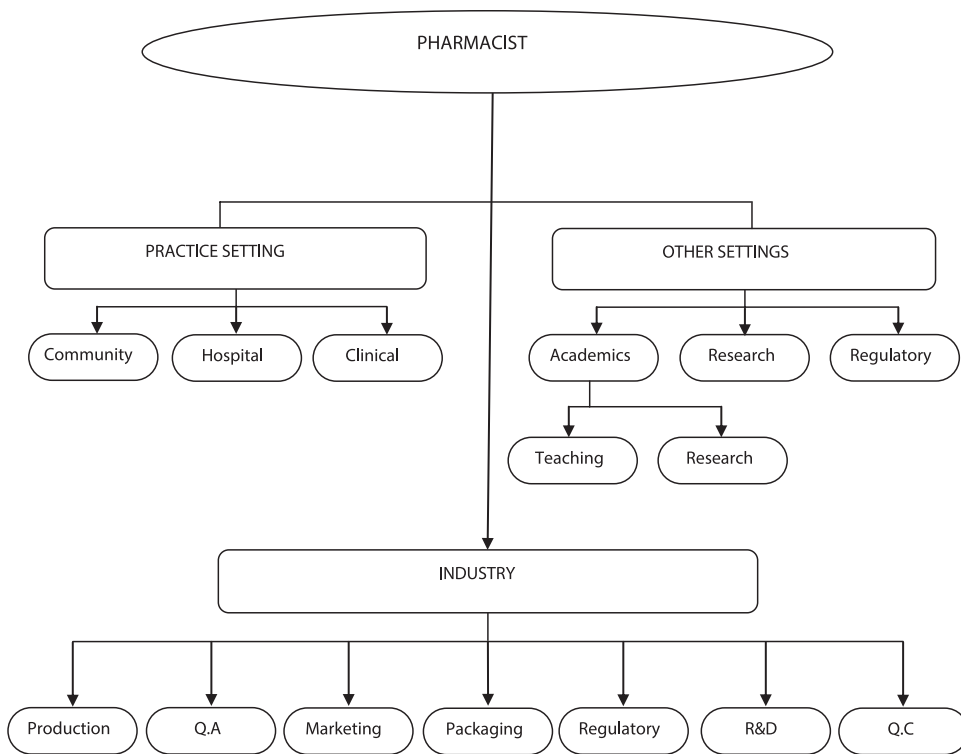 PHARMACIST
PRACTICE SETTING
OTHER SETTINGS
Community
Hospital
Clinical
Academics
Research
Regulatory
Teaching
Research
INDUSTRY
Production
Q.A
Marketing
Packaging
Regulatory
R&D
Q.C